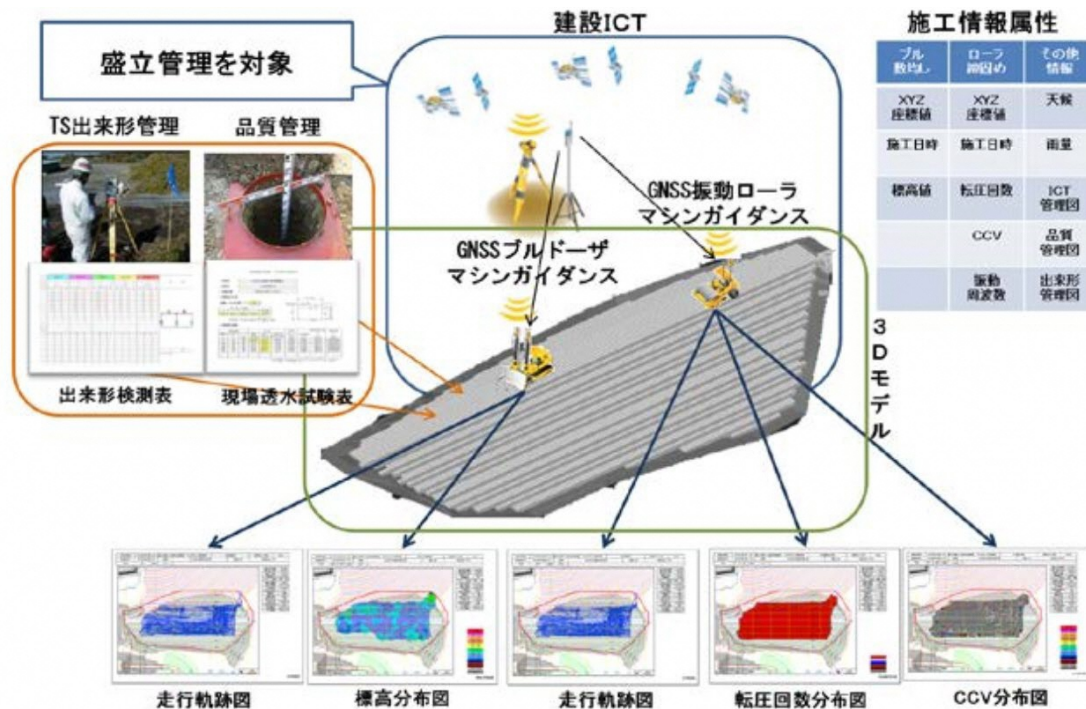 建設ICT
施工情報属性
盛立管理を対象
TS出来形管理
品質管理
GNSS振動ローラ
マシンガイダンス
GNSSブルドーザ
マシンガイダンス
ブル
敷均し
ローラ
締固め
その他
情報
XYZ
座標値
XYZ
座標値
天候
施工日時
施工日時
雨量
標高値
転圧回数
ICT
管理図
CCV
品質
管理図
振動
周波数
出来形
管理図
3Dモデル
出来形検測表
現場透水試験表
走行軌跡図
標高分布図
走行軌跡図
転圧回数分布図
CCV分布図